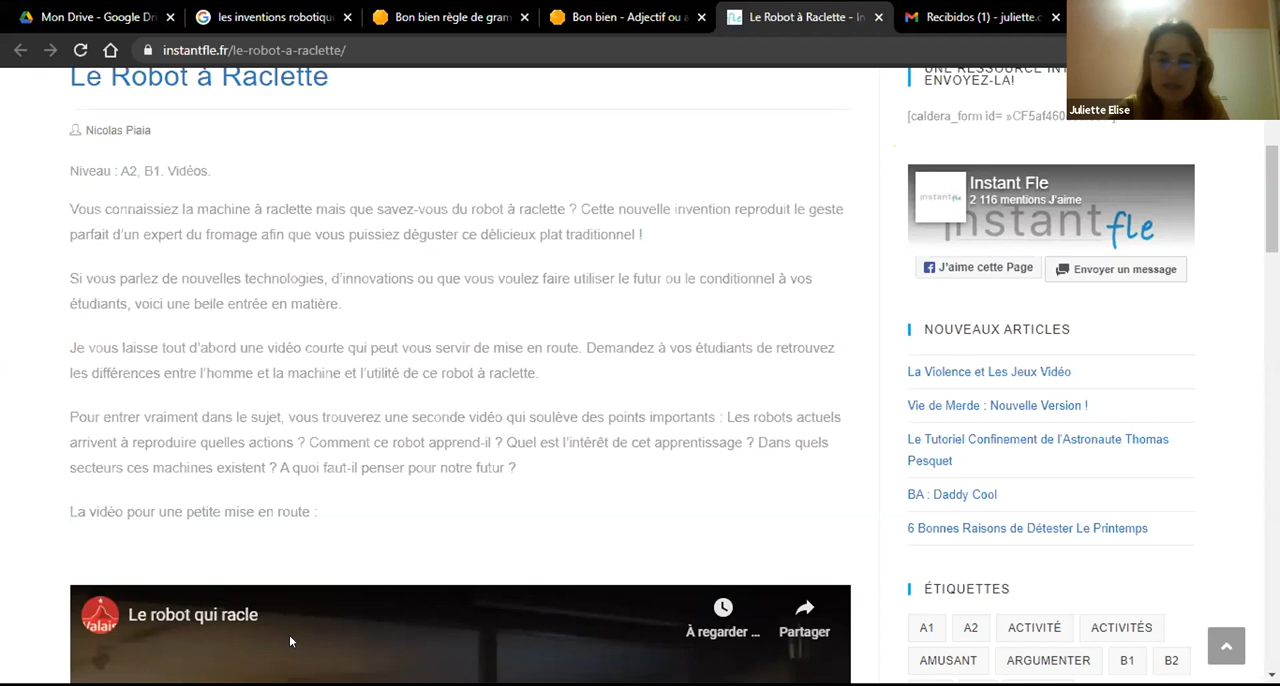 Mon Drive - Google Dri
les inventions robotiqu
Bon bien règle de gram
Bon bien - Adjectif ou a
Le Robot à Raclette - In
Recibidos (1) - juliette.c
instantfle.fr/le-robot-a-raclette/
Juliette Elise
Le Robot à Raclette
Nicolas Piaia
Niveau : A2, B1. Vidéos.
Vous connaissiez la machine à raclette mais que savez-vous du robot à raclette ? Cette nouvelle invention reproduit le geste
parfait d'un expert du fromage afin que vous puissiez déguster ce délicieux plat traditionnel !
Si vous parlez de nouvelles technologies, d'innovations ou que vous voulez faire utiliser le futur ou le conditionnel à vos
étudiants, voici une belle entrée en matière.
Je vous laisse tout d'abord une vidéo courte qui peut vous servir de mise en route. Demandez à vos étudiants de retrouvez
les différences entre l'homme et la machine et l'utilité de ce robot à raclette.
Pour entrer vraiment dans le sujet, vous trouverez une seconde vidéo qui soulève des points importants : Les robots actuels
arrivent à reproduire quelles actions ? Comment ce robot apprend-il ? Quel est l'intérêt de cet apprentissage ? Dans quels
secteurs ces machines existent ? A quoi faut-il penser pour notre futur ?
La vidéo pour une petite mise en route :
Valais
Le robot qui racle
À regarder ...
Partager
UNE RESSOURCE INT
ENVOYEZ-LA!
[caldera_form id= »CF5af460
instantfle
Instant Fle
2 116 mentions J'aime
instant fle
J'aime cette Page
Envoyer un message
NOUVEAUX ARTICLES
La Violence et Les Jeux Vidéo
Vie de Merde : Nouvelle Version !
Le Tutoriel Confinement de l'Astronaute Thomas
Pesquet
BA : Daddy Cool
6 Bonnes Raisons de Détester Le Printemps
ÉTIQUETTES
A1
A2
ACTIVITÉ
ACTIVITÉS
AMUSANT
ARGUMENTER
B1
B2